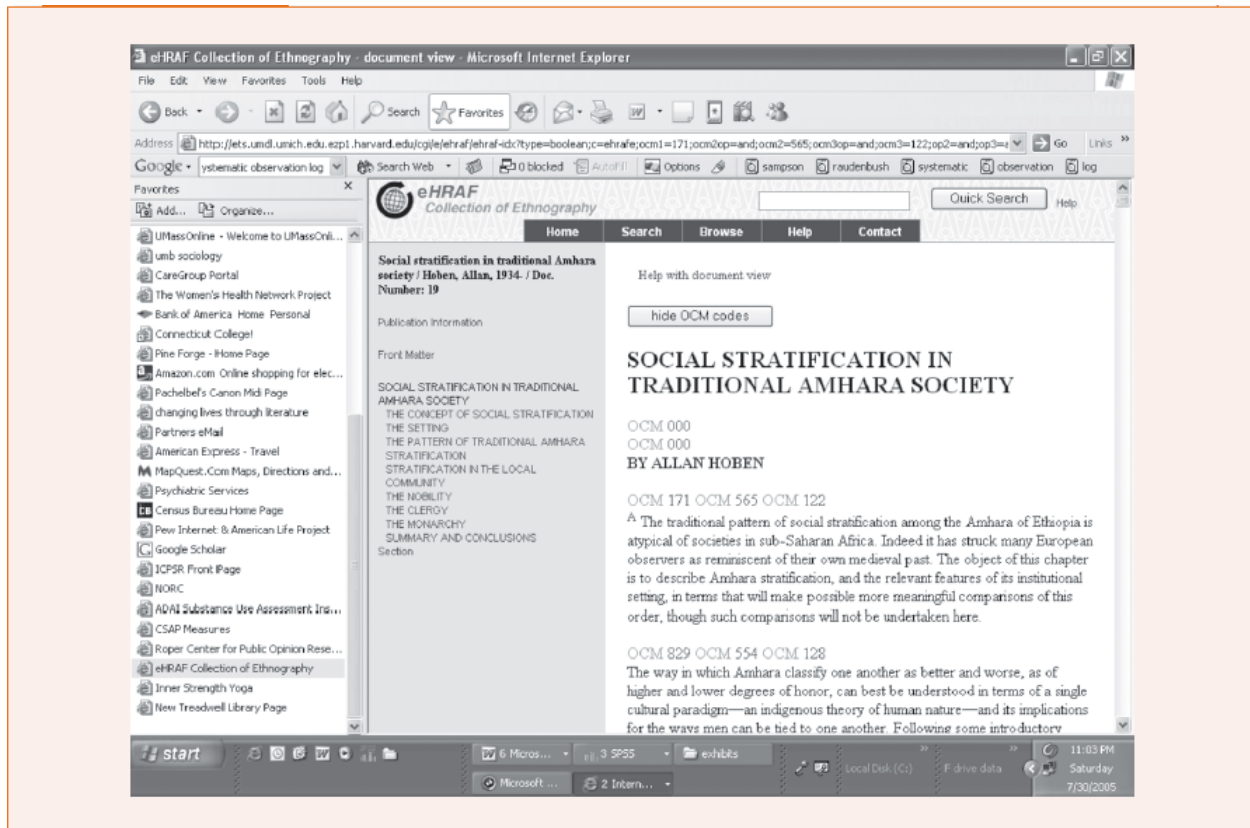 eHRAF Collection of Ethnography - document view - Microsoft Internet Explorer
File Edit View Favorites Tools Help
Back Search Favorites
Address http://ets.umdl.umich.edu.ezp1.harvard.edu/cgi/e/ehraf/ehraf-idx?type=boolean;c=ehrafe;ocm1=171;ocm2op=and;ocm2=565;ocm3op=and;ocm3=122;op2=and;op3=a Go Links »
Google ystematic observation log Search Web 0 blocked AutoFill Options sampson raudenbush systematic observation log
Favorites x
Add... Organize...
UMassOnline - Welcome to UMassOnli...
umb sociology
CareGroup Portal
The Women's Health Network Project
Bank of America Home Personal
Connecticut College!
Pine Forge - Home Page
Amazon.com Online shopping for elec...
Pachelbel's Canon Midi Page
changing lives through literature
Partners eMail
American Express - Travel
MapQuest.Com Maps, Directions and...
Psychiatric Services
Census Bureau Home Page
Pew Internet & American Life Project
Google Scholar
ICPSR Front Page
NORC
ADAI Substance Use Assessment Ins...
CSAP Measures
Roper Center for Public Opinion Rese...
eHRAF Collection of Ethnography
Inner Strength Yoga
New Treadwell Library Page
eHRAF
Collection of Ethnography
Quick Search Help
Home Search Browse Help Contact
Social stratification in traditional Amhara
society / Hoben, Allan, 1934- / Doc.
Number: 19
Publication Information
Front Matter
SOCIAL STRATIFICATION IN TRADITIONAL
AMHARA SOCIETY
THE CONCEPT OF SOCIAL STRATIFICATION
THE SETTING
THE PATTERN OF TRADITIONAL AMHARA
STRATIFICATION
STRATIFICATION IN THE LOCAL
COMMUNITY
THE NOBILITY
THE CLERGY
THE MONARCHY
SUMMARY AND CONCLUSIONS
Section
Help with document view
hide OCM codes
SOCIAL STRATIFICATION IN
TRADITIONAL AMHARA SOCIETY
OCM 000
OCM 000
BY ALLAN HOBEN
OCM 171 OCM 565 OCM 122
A The traditional pattern of social stratification among the Amhara of Ethiopia is
atypical of societies in sub-Saharan Africa. Indeed it has struck many European
observers as reminiscent of their own medieval past. The object of this chapter
is to describe Amhara stratification, and the relevant features of its institutional
setting, in terms that will make possible more meaningful comparisons of this
order, though such comparisons will not be undertaken here.
OCM 829 OCM 554 OCM 128
The way in which Amhara classify one another as better and worse, as of
higher and lower degrees of honor, can best be understood in terms of a single
cultural paradigm—an indigenous theory of human nature—and its implications
for the ways men can be tied to one another. Following some introductory
start 6 Micros... 3 SPSS exhibits » » 11:03 PM
Local Disk (C:) F drive data Saturday
Microsoft ... 2 Intern... 7/30/2005